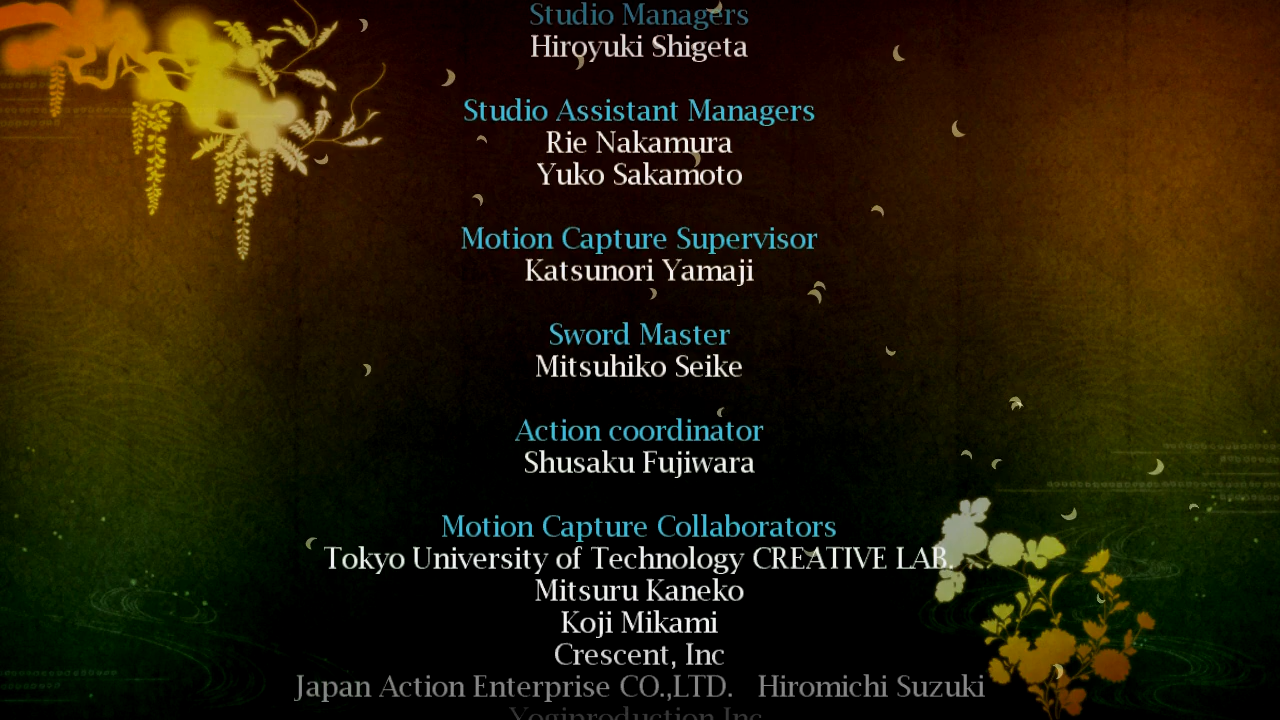 Studio Managers
Hiroyuki Shigeta
Studio Assistant Managers
Rie Nakamura
Yuko Sakamoto
Motion Capture Supervisor
Katsunori Yamaji
Sword Master
Mitsuhiko Seike
Action coordinator
Shusaku Fujiwara
Motion Capture Collaborators
Tokyo University of Technology CREATIVE LAB.
Mitsuru Kaneko
Koji Mikami
Crescent, Inc
Japan Action Enterprise CO.,LTD. Hiromichi Suzuki
Yoginroduction Inc